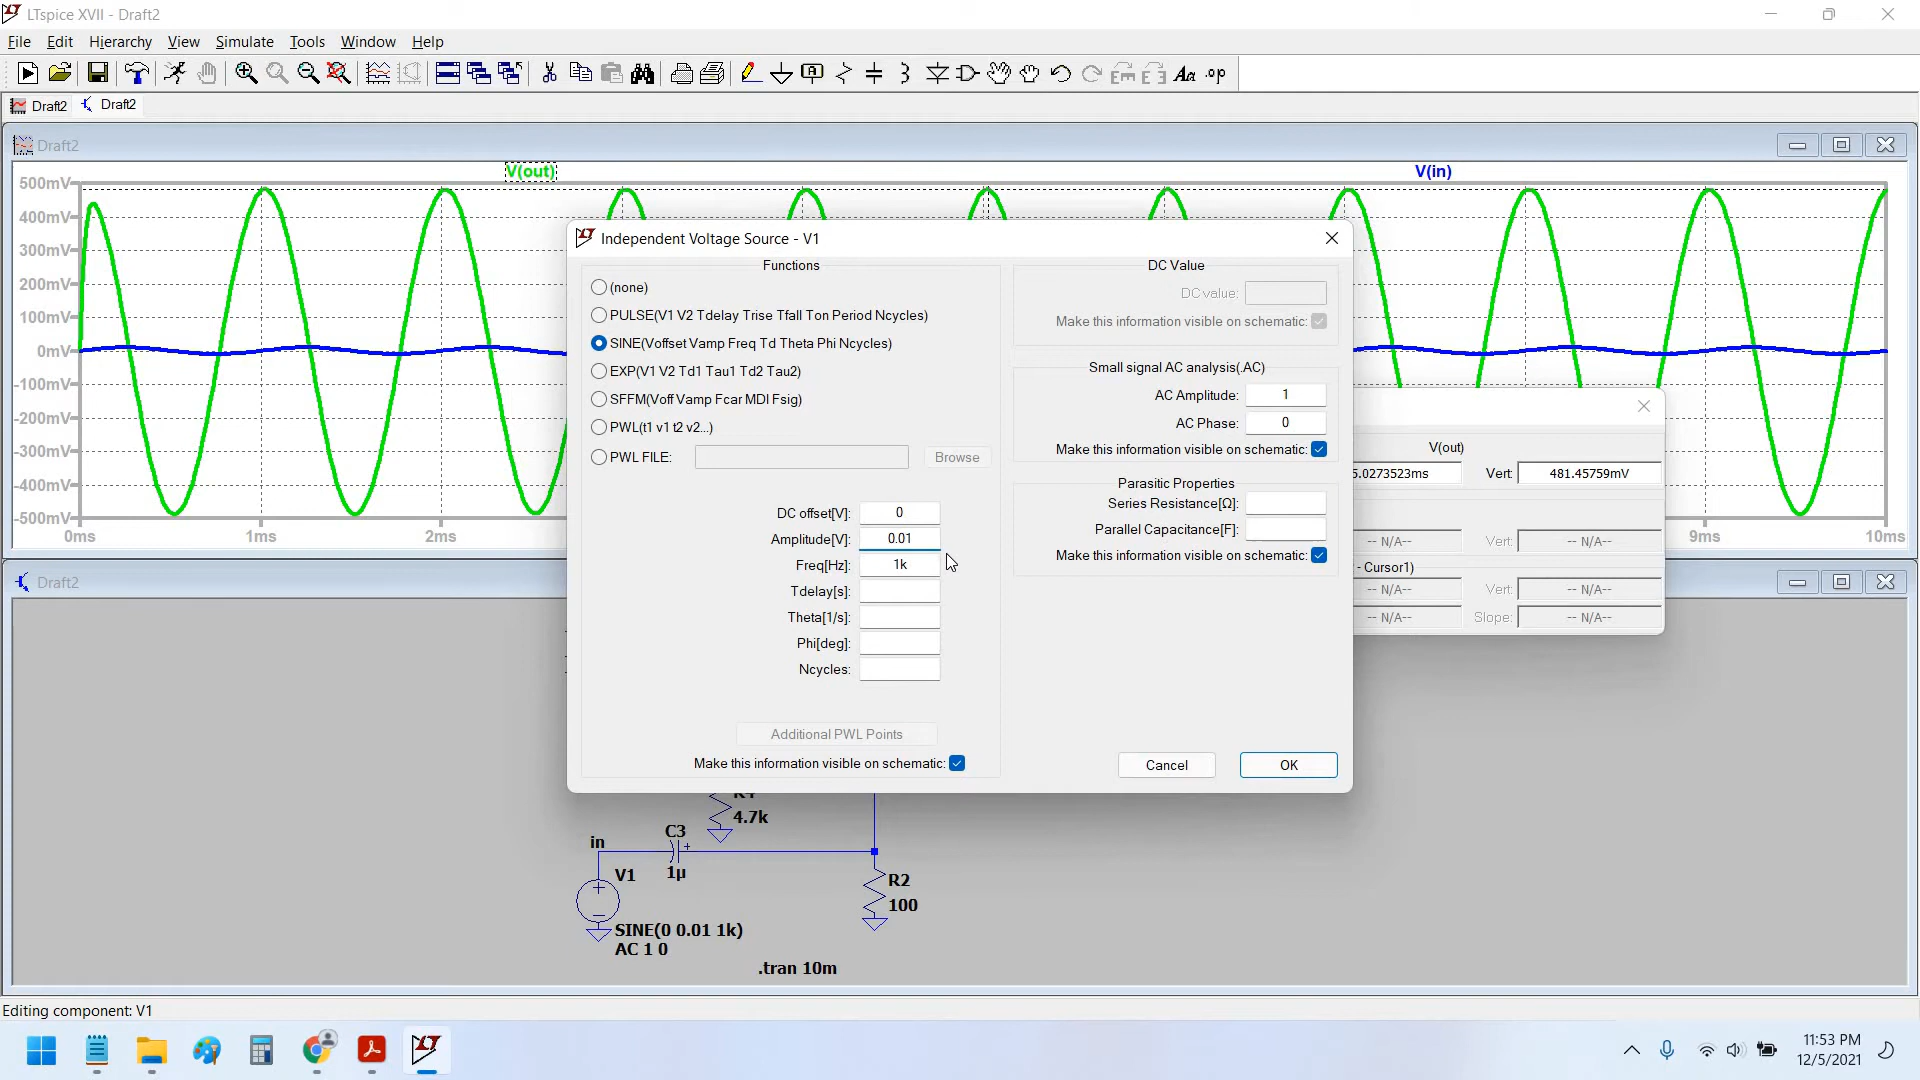 LTspice XVII - Draft2
File Edit Hierarchy View Simulate Tools Window Help
Draft2 Draft2
Draft2
V(out) V(in)
500mV
400mV
300mV
200mV
100mV
0mV
-100mV
-200mV
-300mV
-400mV
-500mV
0ms 1ms 2ms 9ms 10ms
Independent Voltage Source - V1
Functions
(none)
PULSE(V1 V2 Tdelay Trise Tfall Ton Period Ncycles)
SINE(Voffset Vamp Freq Td Theta Phi Ncycles)
EXP(V1 V2 Td1 Tau1 Td2 Tau2)
SFFM(Voff Vamp Fcar MDI Fsig)
PWL(t1 v1 t2 v2...)
PWL FILE: Browse
DC offset[V]: 0
Amplitude[V]: 0.01
Freq[Hz]: 1k
Tdelay[s]:
Theta[1/s]:
Phi[deg]:
Ncycles:
Additional PWL Points
Make this information visible on schematic:
DC Value
DC value:
Make this information visible on schematic:
Small signal AC analysis(.AC)
AC Amplitude: 1
AC Phase: 0
Make this information visible on schematic:
Parasitic Properties
Series Resistance[Ω]:
Parallel Capacitance[F]:
Make this information visible on schematic:
Cancel OK
V(out)
5.0273523ms Vert: 481.45759mV
-- N/A-- Vert: -- N/A--
- Cursor1)
-- N/A-- Vert: -- N/A--
-- N/A-- Slope: -- N/A--
Draft2
R4
4.7k
in
C3
1µ
V1
SINE(0 0.01 1k)
AC 1 0
R2
100
.tran 10m
Editing component: V1
11:53 PM
12/5/2021